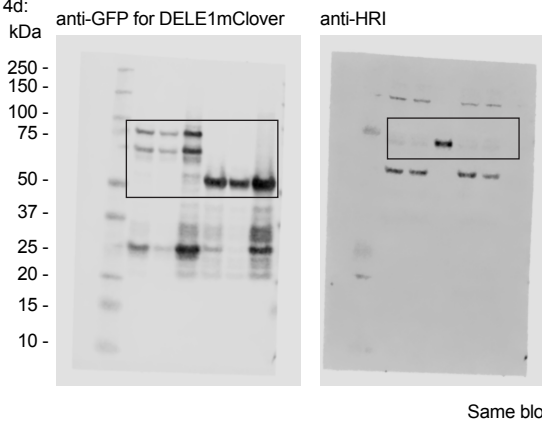 4d:
kDa
anti-GFP for DELE1mClover
anti-HRI
250 -
150 -
100 -
75 -
50 -
37 -
25 -
20 -
15 -
10 -
Same blo